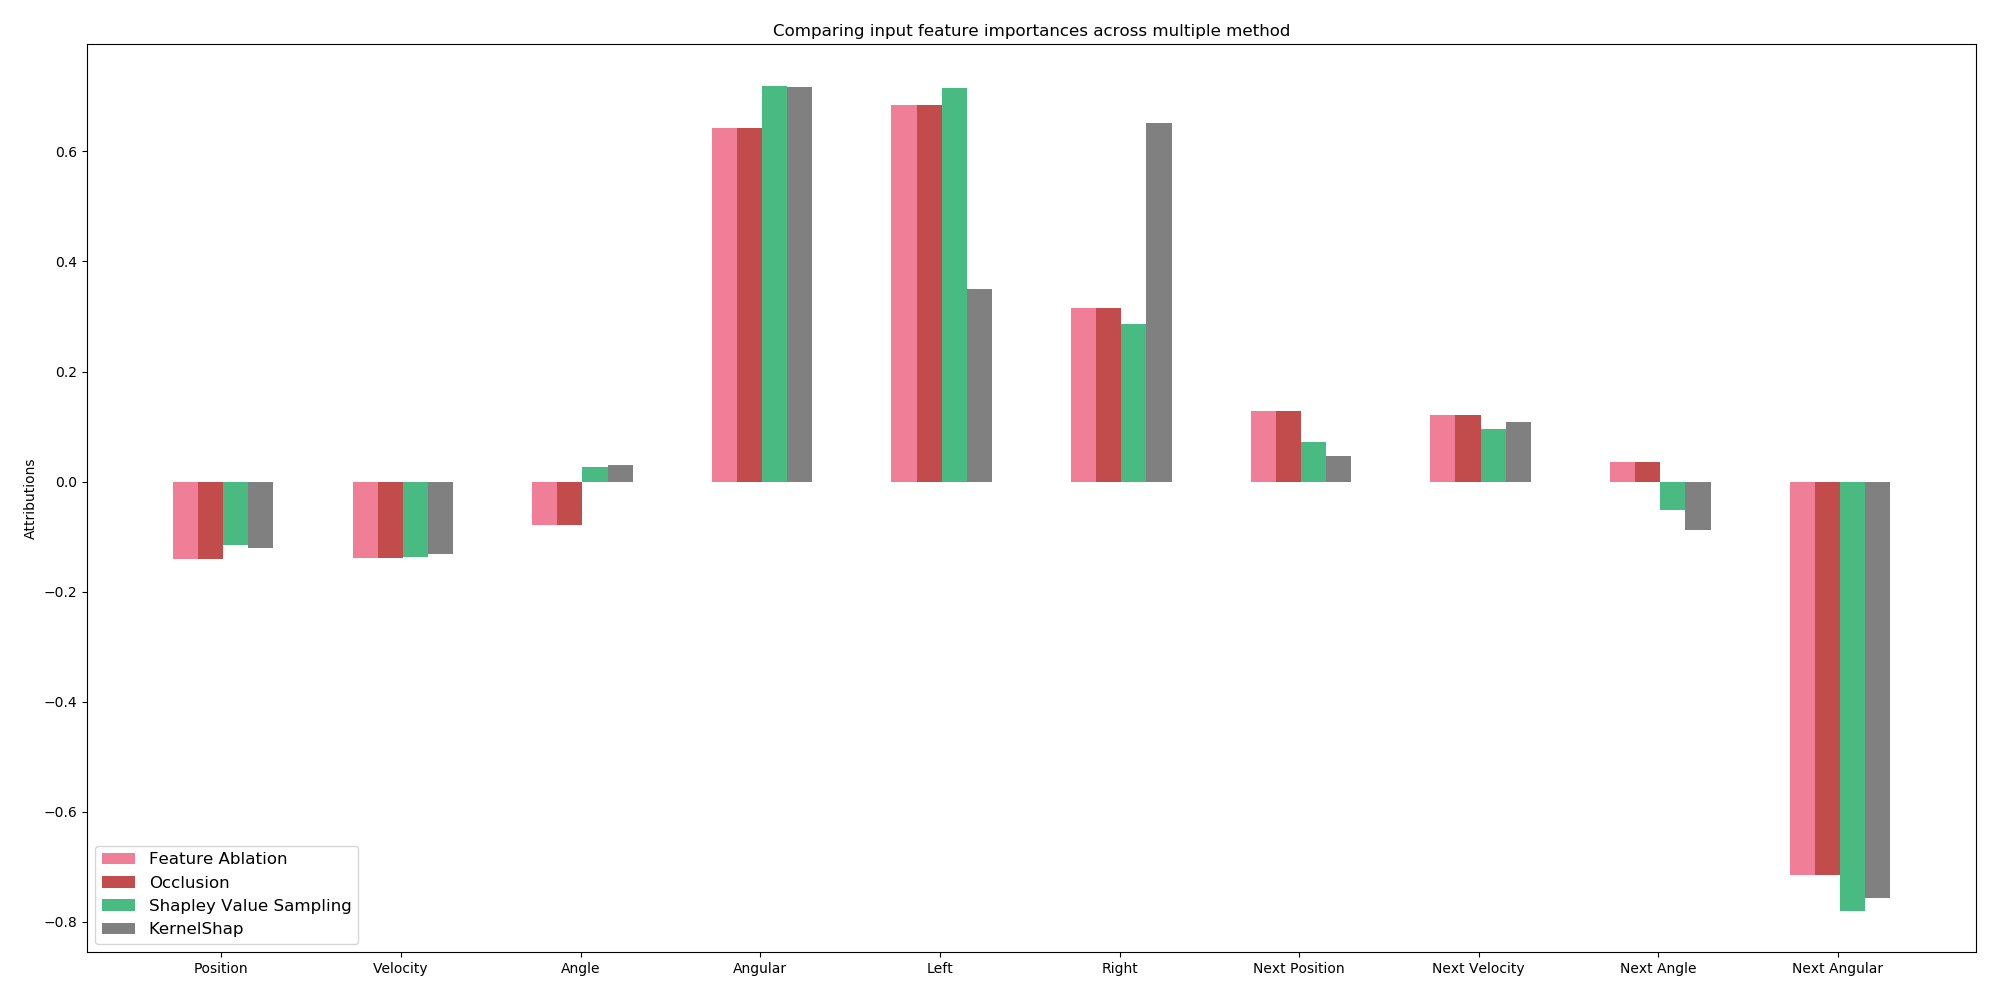 Comparing input feature importances across multiple method
Attributions
0.6
0.4
0.2
0.0
−0.2
−0.4
−0.6
−0.8
Feature Ablation
Occlusion
Shapley Value Sampling
KernelShap
Position Velocity Angle Angular Left Right Next Position Next Velocity Next Angle Next Angular